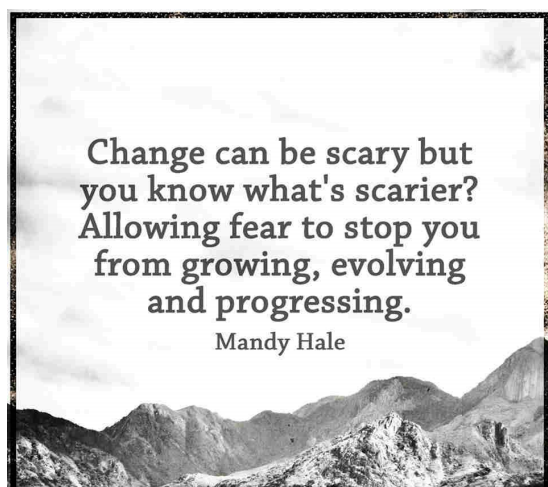 Change can be scary but
you know what's scarier?
Allowing fear to stop you
from growing, evolving
and progressing.
Mandy Hale